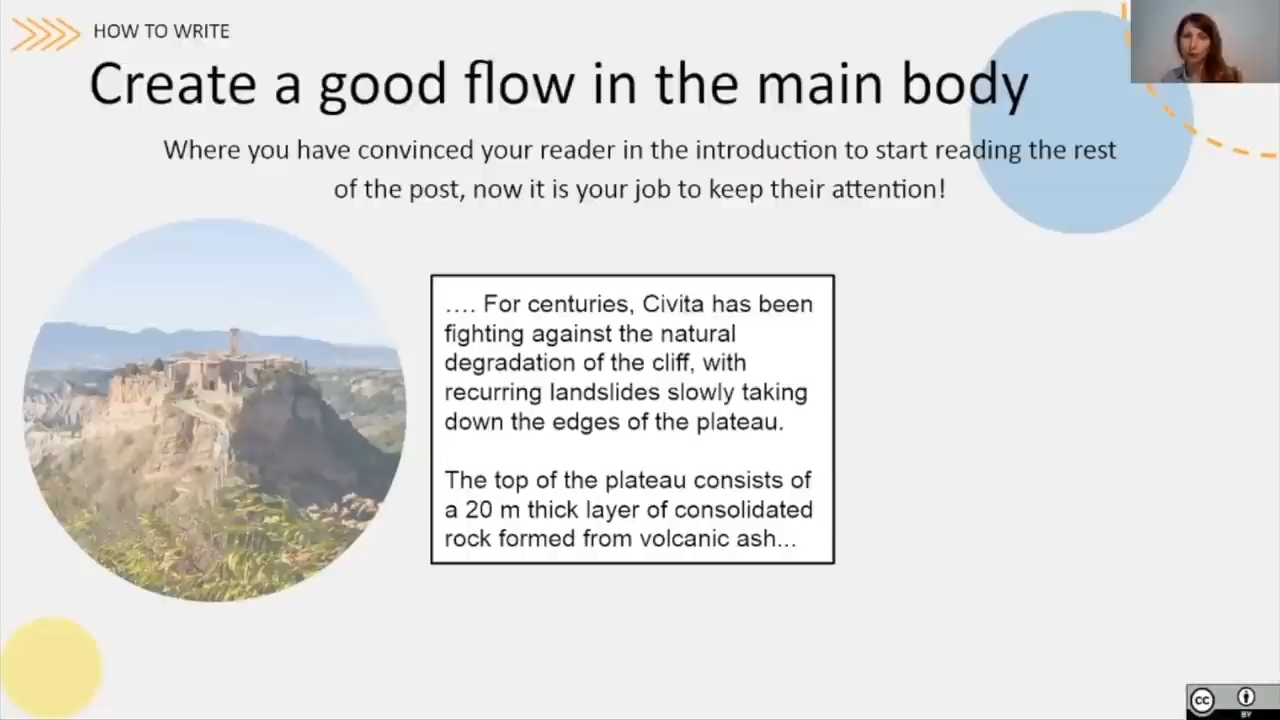 HOW TO WRITE
Create a good flow in the main body
Where you have convinced your reader in the introduction to start reading the rest
of the post, now it is your job to keep their attention!
.... For centuries, Civita has been
fighting against the natural
degradation of the cliff, with
recurring landslides slowly taking
down the edges of the plateau.
The top of the plateau consists of
a 20 m thick layer of consolidated
rock formed from volcanic ash...
cc
BY